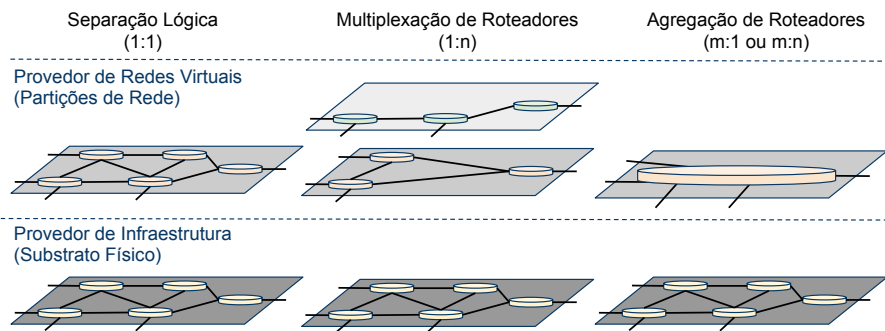 Separação Lógica
(1:1)
Multiplexação de Roteadores
(1:n)
Agregação de Roteadores
(m:1 ou m:n)
Provedor de Redes Virtuais
(Partições de Rede)
Provedor de Infraestrutura
(Substrato Físico)